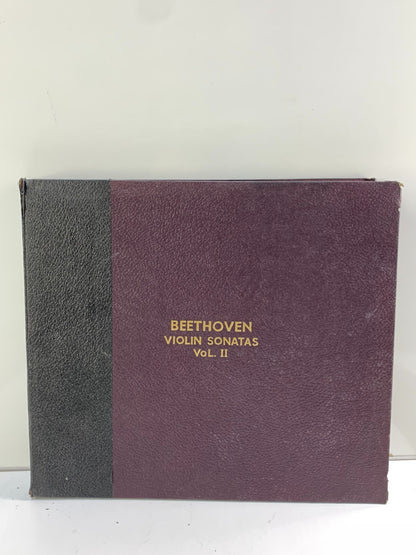 BEETHOVEN
VIOLIN SONATAS
VoL. II